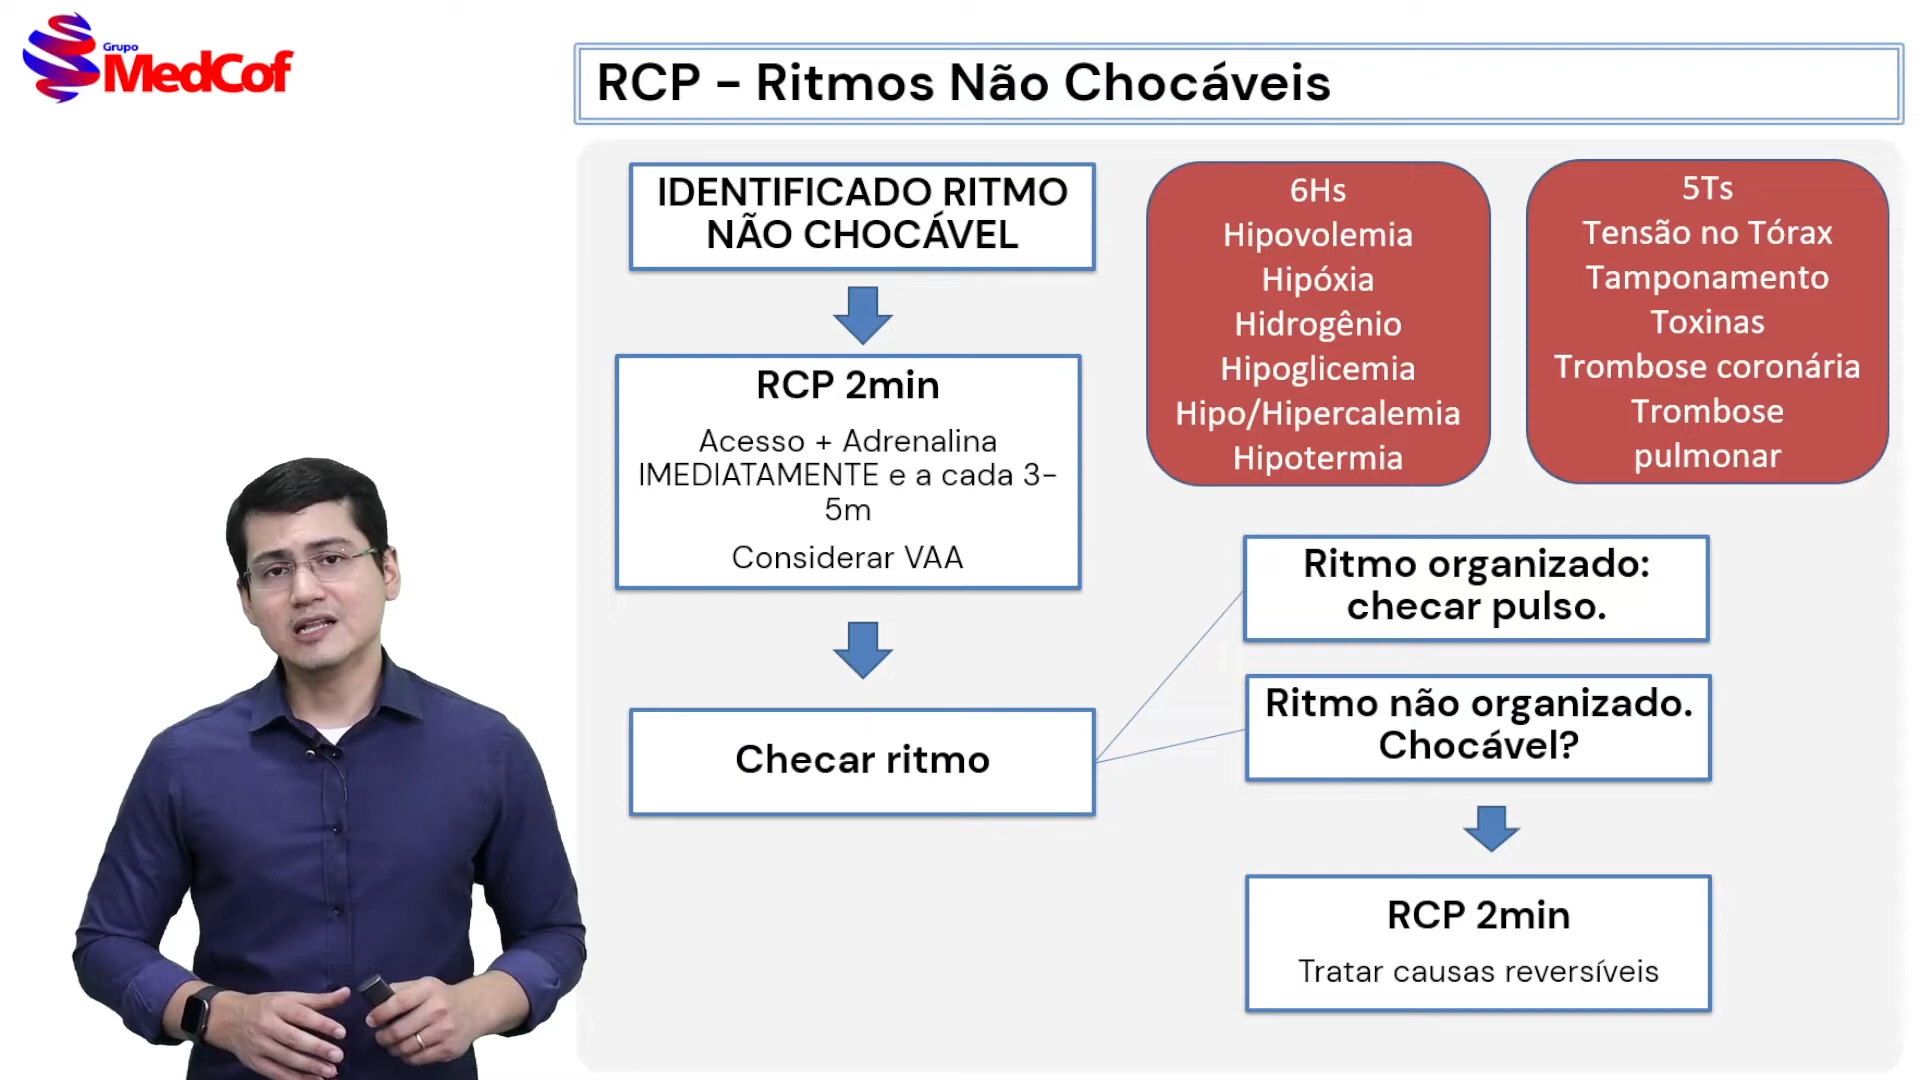 Grupo
MedCof
RCP - Ritmos Não Chocáveis
IDENTIFICADO RITMO
NÃO CHOCÁVEL
RCP 2min
Acesso + Adrenalina
IMEDIATAMENTE e a cada 3-
5m
Considerar VAA
Checar ritmo
6Hs
Hipovolemia
Hipóxia
Hidrogênio
Hipoglicemia
Hipo/Hipercalemia
Hipotermia
5Ts
Tensão no Tórax
Tamponamento
Toxinas
Trombose coronária
Trombose
pulmonar
Ritmo organizado:
checar pulso.
Ritmo não organizado.
Chocável?
RCP 2min
Tratar causas reversíveis